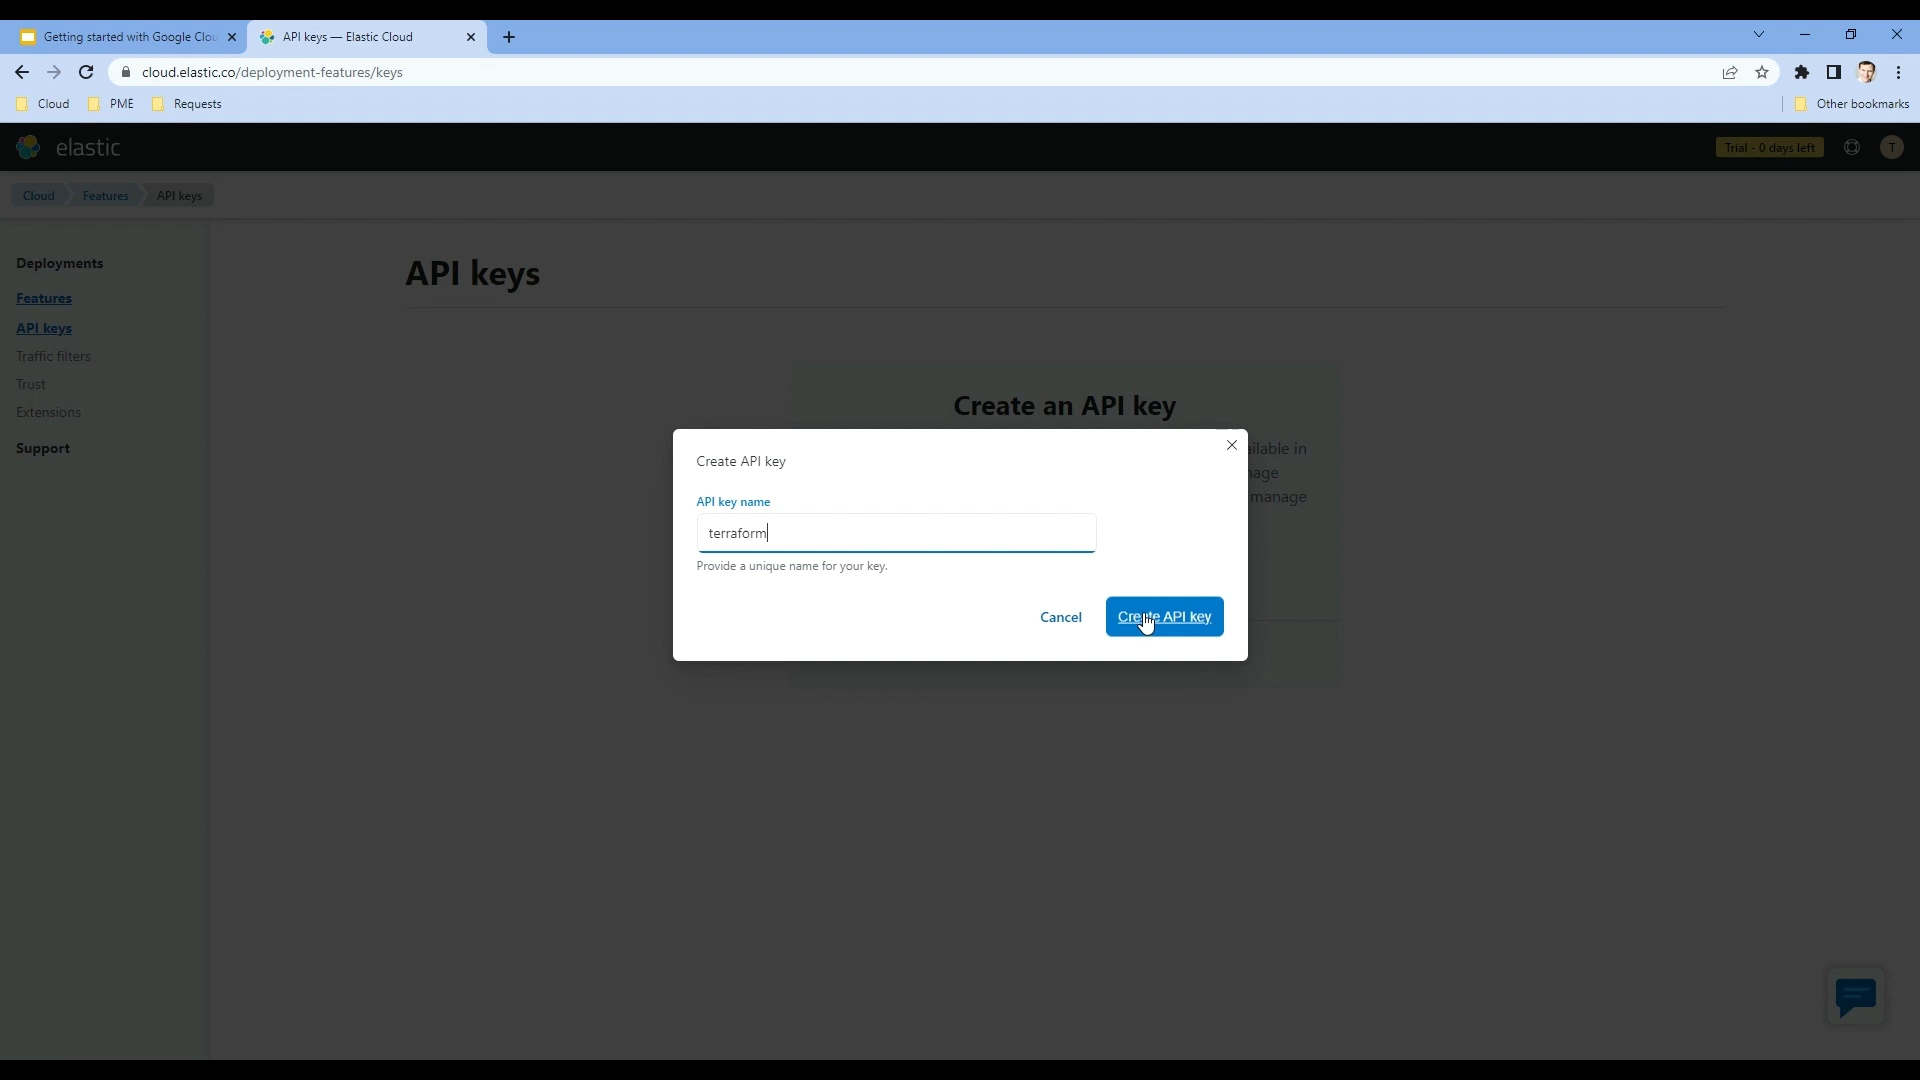 Getting started with Google Clou
API keys — Elastic Cloud
cloud.elastic.co/deployment-features/keys
Cloud
PME
Requests
Other bookmarks
elastic
Trial - 0 days left
T
Cloud
Features
API keys
Deployments
Features
API keys
Traffic filters
Trust
Extensions
Support
API keys
Create an API key
ilable in
manage
Create API key
API key name
terraform
Provide a unique name for your key.
Cancel
Create API key